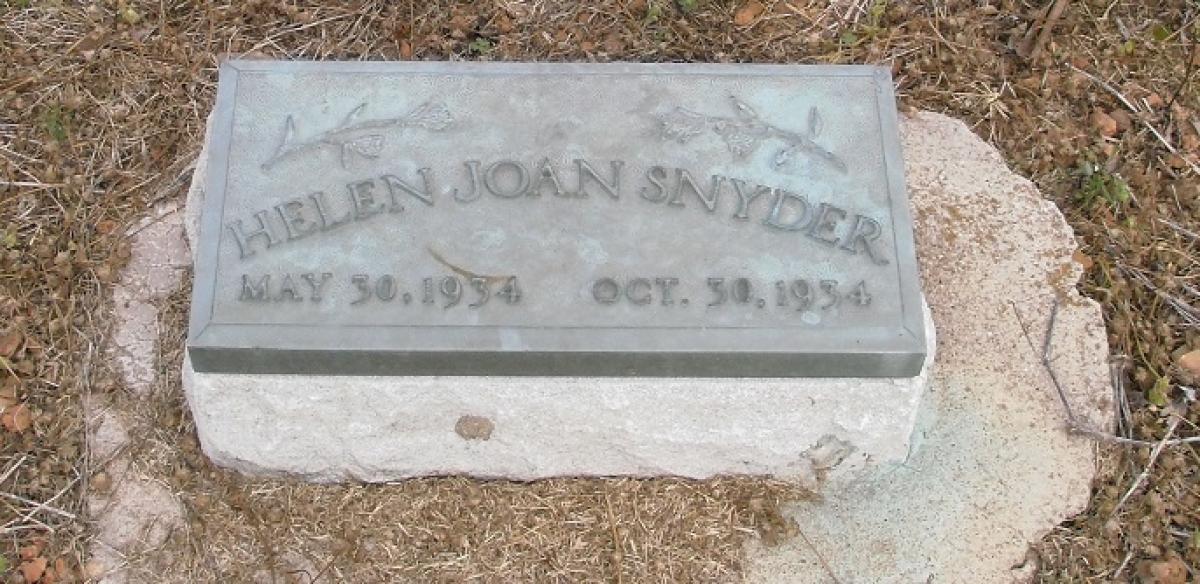 HELEN JOAN SNYDER
MAY 30, 1934 OCT. 30, 1934